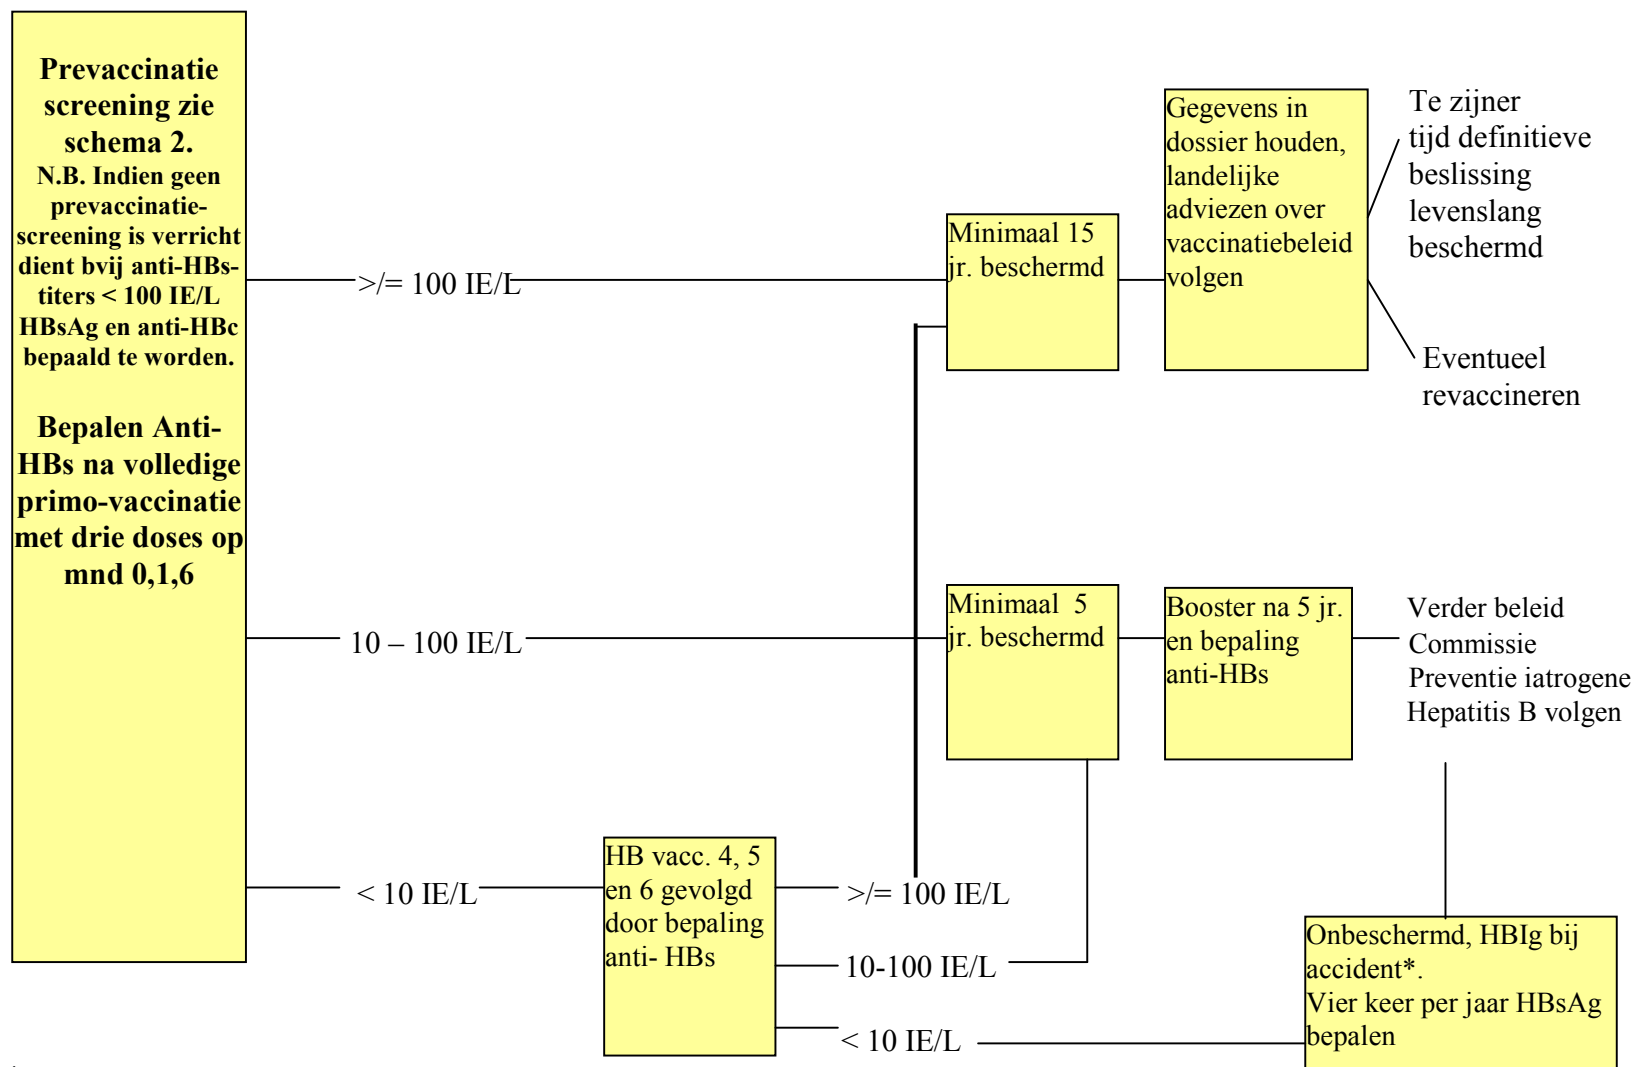 Prevaccinatie
screening zie
schema 2.
N.B. Indien geen
prevaccinatie-
screening is verricht
dient bvij anti-HBs-
titers < 100 IE/L
HBsAg en anti-HBc
bepaald te worden.
Bepalen Anti-
HBs na volledige
primo-vaccinatie
met drie doses op
mnd 0,1,6
>/= 100 IE/L
Minimaal 15
jr. beschermd
Gegevens in
dossier houden,
landelijke
adviezen over
vaccinatiebeleid
volgen
Te zijner
tijd definitieve
beslissing
levenslang
beschermd
Eventueel
revaccineren
10 – 100 IE/L
Minimaal 5
jr. beschermd
Booster na 5 jr.
en bepaling
anti-HBs
Verder beleid
Commissie
Preventie iatrogene
Hepatitis B volgen
< 10 IE/L
HB vacc. 4, 5
en 6 gevolgd
door bepaling
anti- HBs
>/= 100 IE/L
10-100 IE/L
< 10 IE/L
Onbeschermd, HBIg bij
accident*.
Vier keer per jaar HBsAg
bepalen